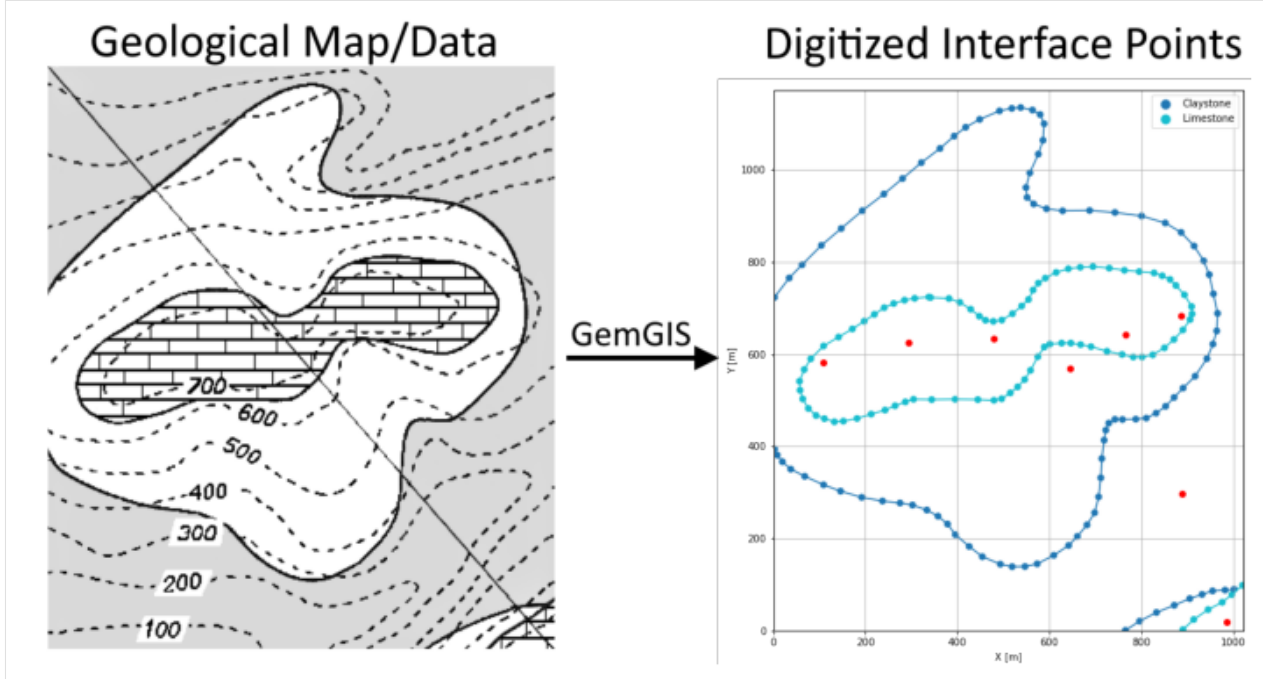 Geological Map/Data
Digitized Interface Points
700
600
500
400
300
200
100
GemGIS
Claystone
Limestone
1000
800
600
400
200
0
Y [m]
0
200
400
600
800
1000
X [m]